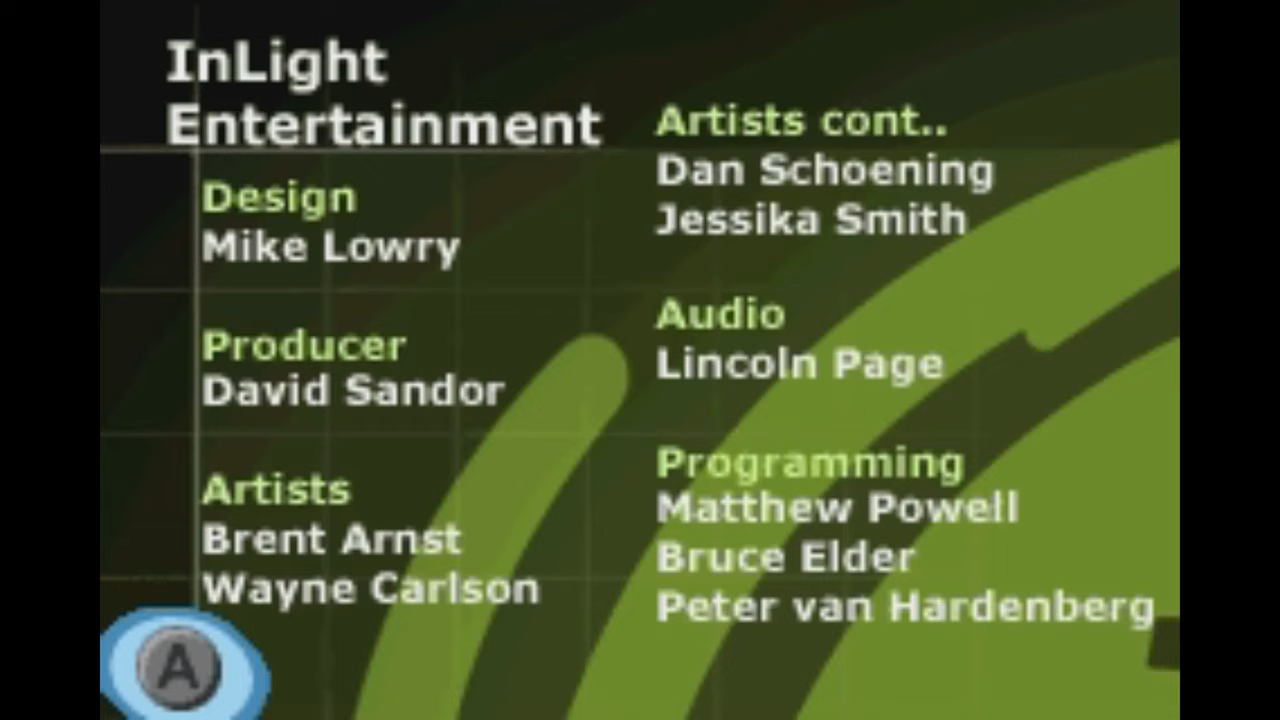 InLight
Entertainment
Design
Mike Lowry
Producer
David Sandor
Artists
Brent Arnst
Wayne Carlson
A
Artists cont..
Dan Schoening
Jessika Smith
Audio
Lincoln Page
Programming
Matthew Powell
Bruce Elder
Peter van Hardenberg